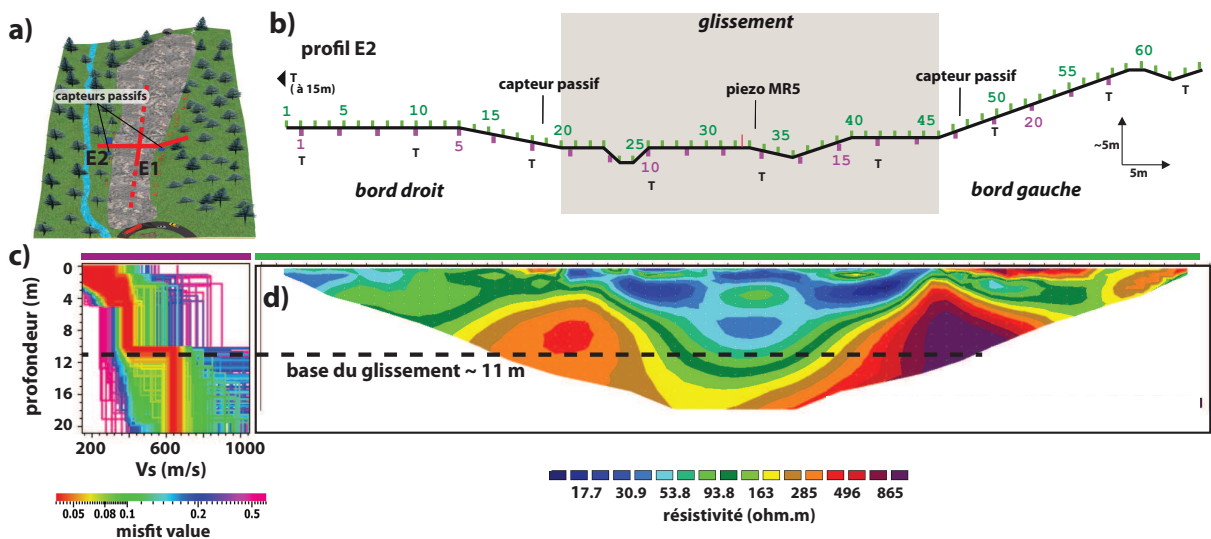 a)
capteurs passifs
E2
E1
b)
glissement
profil E2
T
( à 15m)
capteur passif
piezo MR5
capteur passif
1 5 10 15 20 25 35 40 45 50 55 60
1 5 10 15 20
T T T T T T T T
bord droit
bord gauche
~5m
5m
c)
profondeur (m)
0
4
8
12
16
20
200 600 1000
Vs (m/s)
0.05 0.08 0.1 0.2 0.5
misfit value
d)
base du glissement ~ 11 m
17.7 30.9 53.8 93.8 163 285 496 865
résistivité (ohm.m)